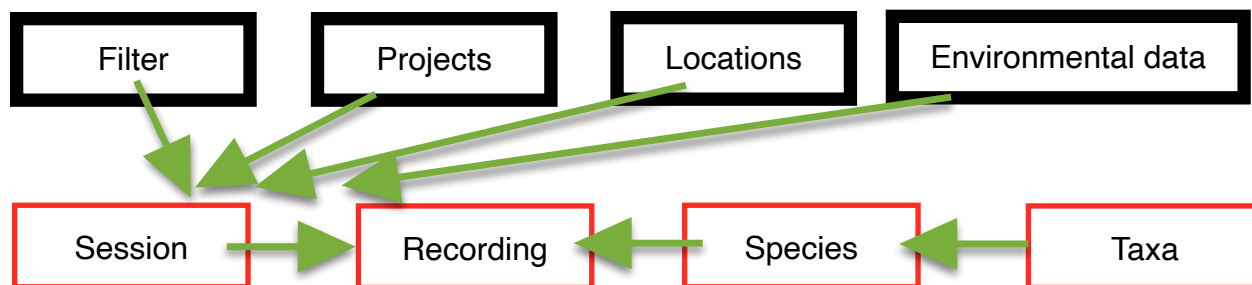 Filter
Projects
Locations
Environmental data
Session
Recording
Species
Taxa